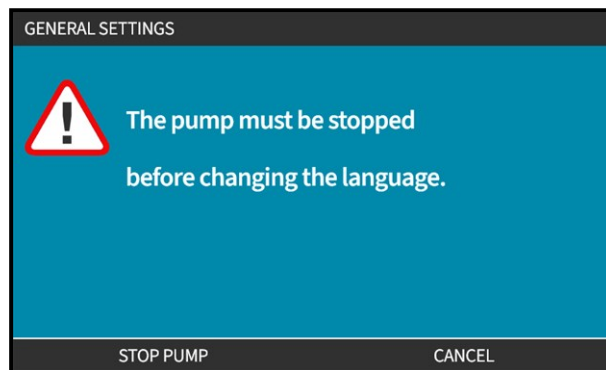 GENERAL SETTINGS
The pump must be stopped
before changing the language.
STOP PUMP
CANCEL